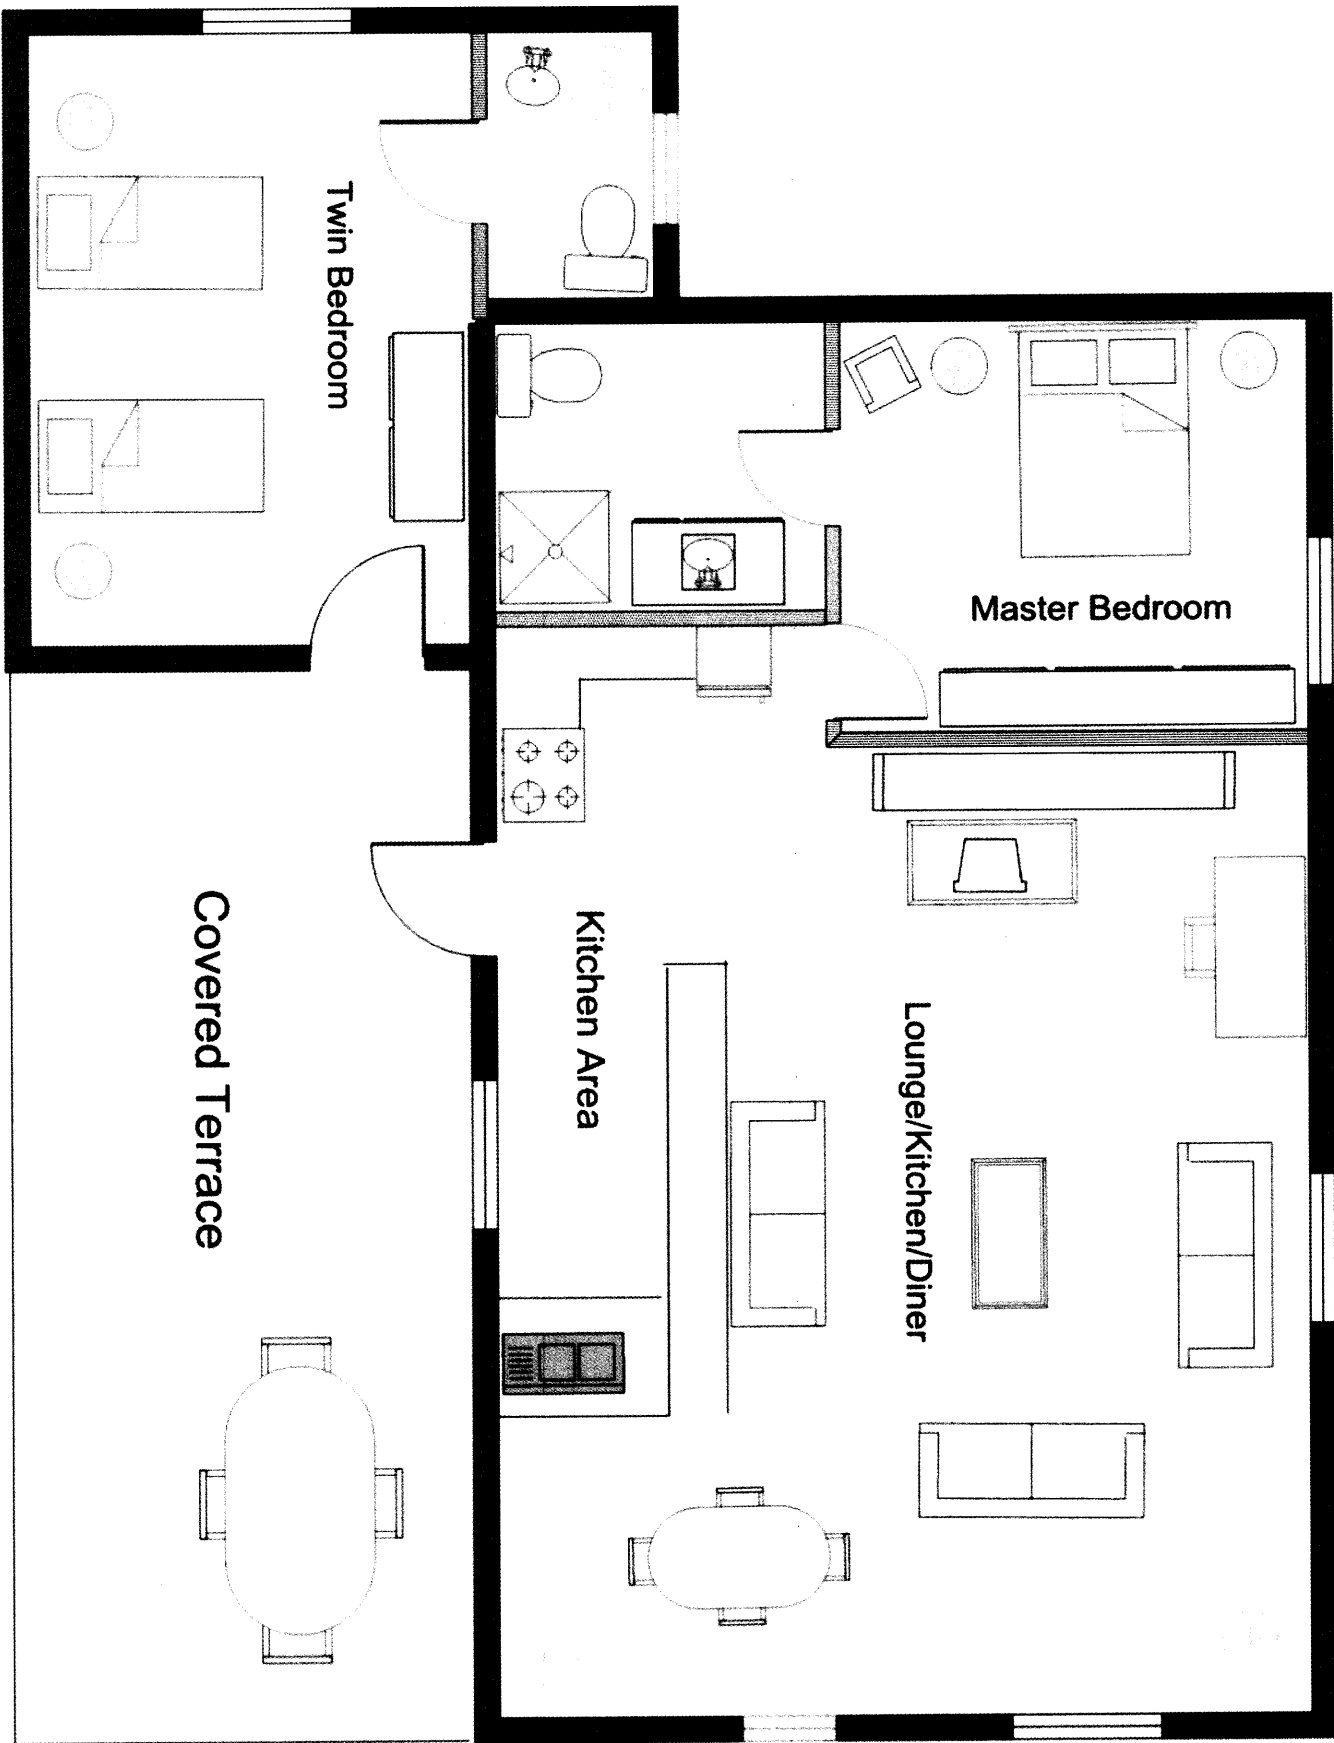 Twin Bedroom
Master Bedroom
Covered Terrace
Kitchen Area
Lounge/Kitchen/Diner